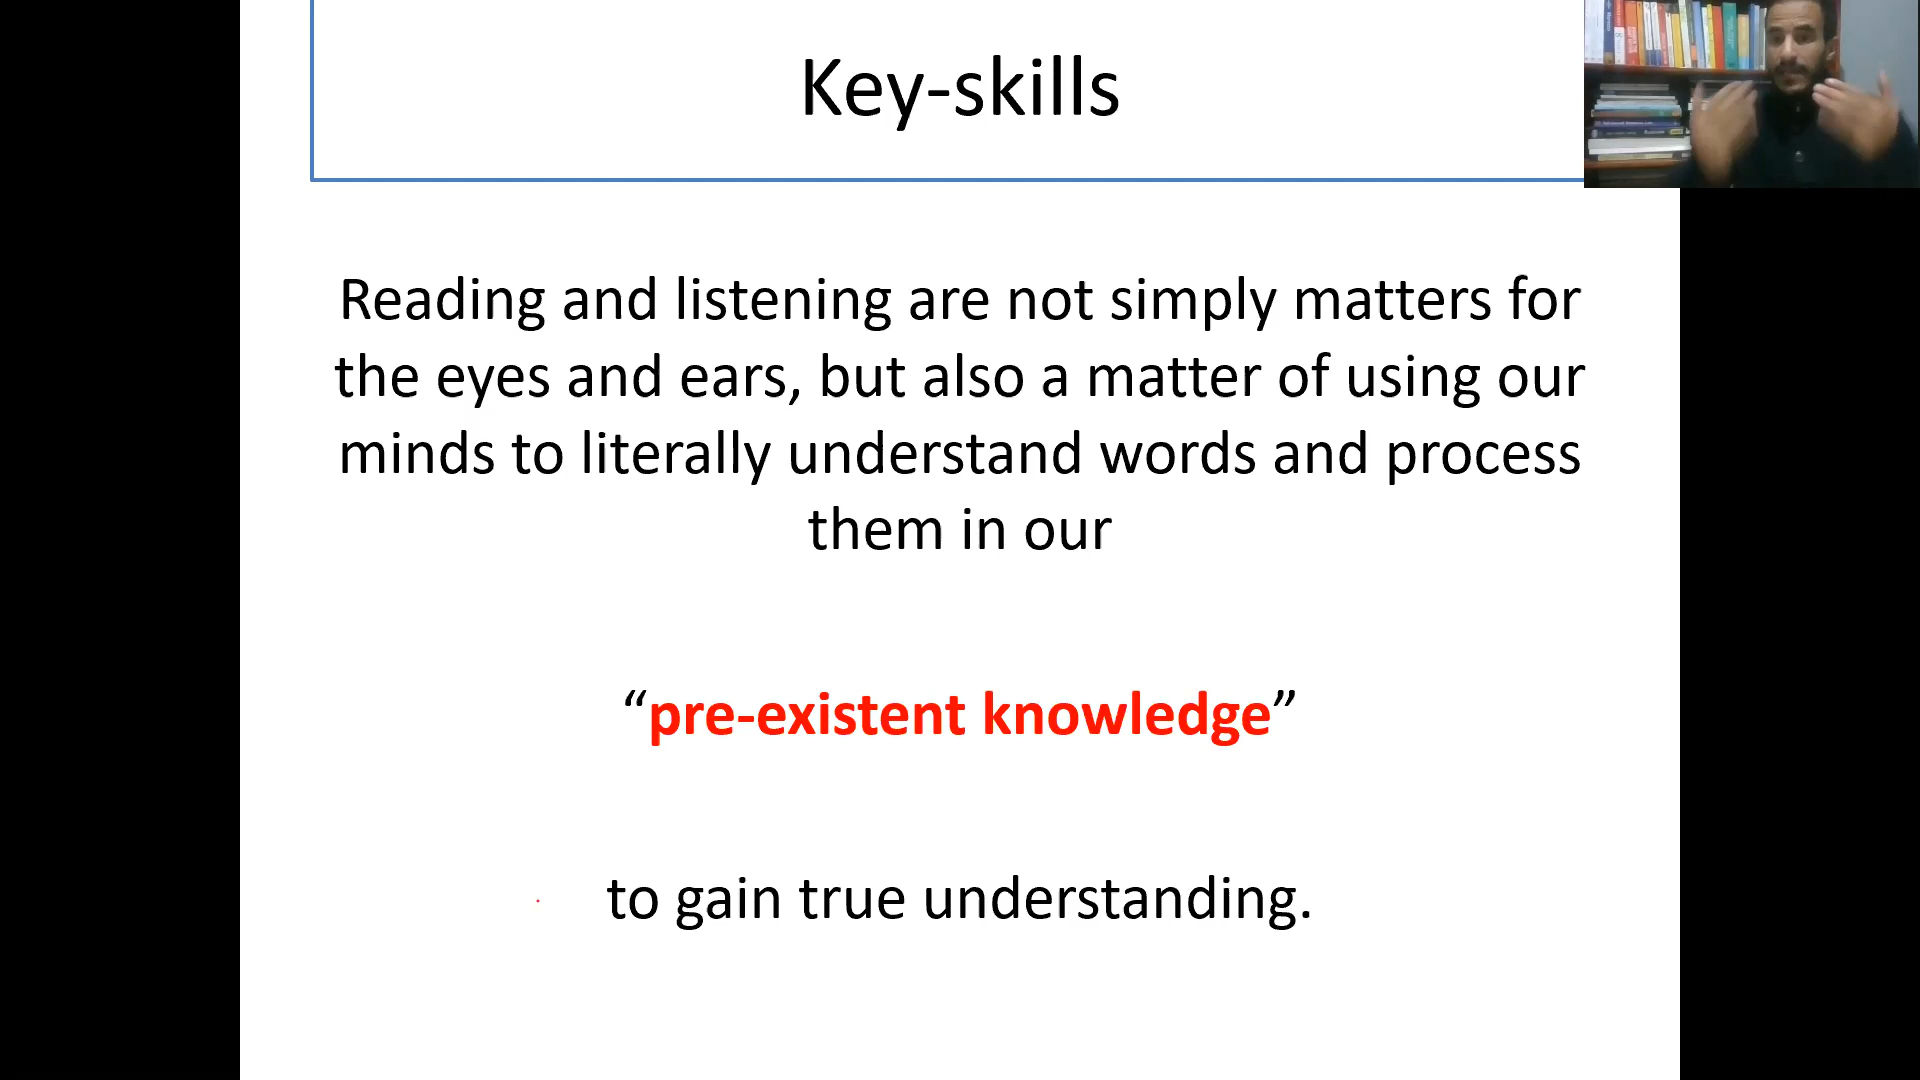 Key-skills
Reading and listening are not simply matters for
the eyes and ears, but also a matter of using our
minds to literally understand words and process
them in our
“pre-existent knowledge”
to gain true understanding.